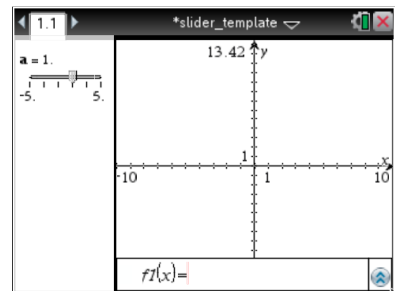 1.1
*slider_template
a = 1.
-5. 5.
13.42 y
1
x
-10 1 10
f1(x)=